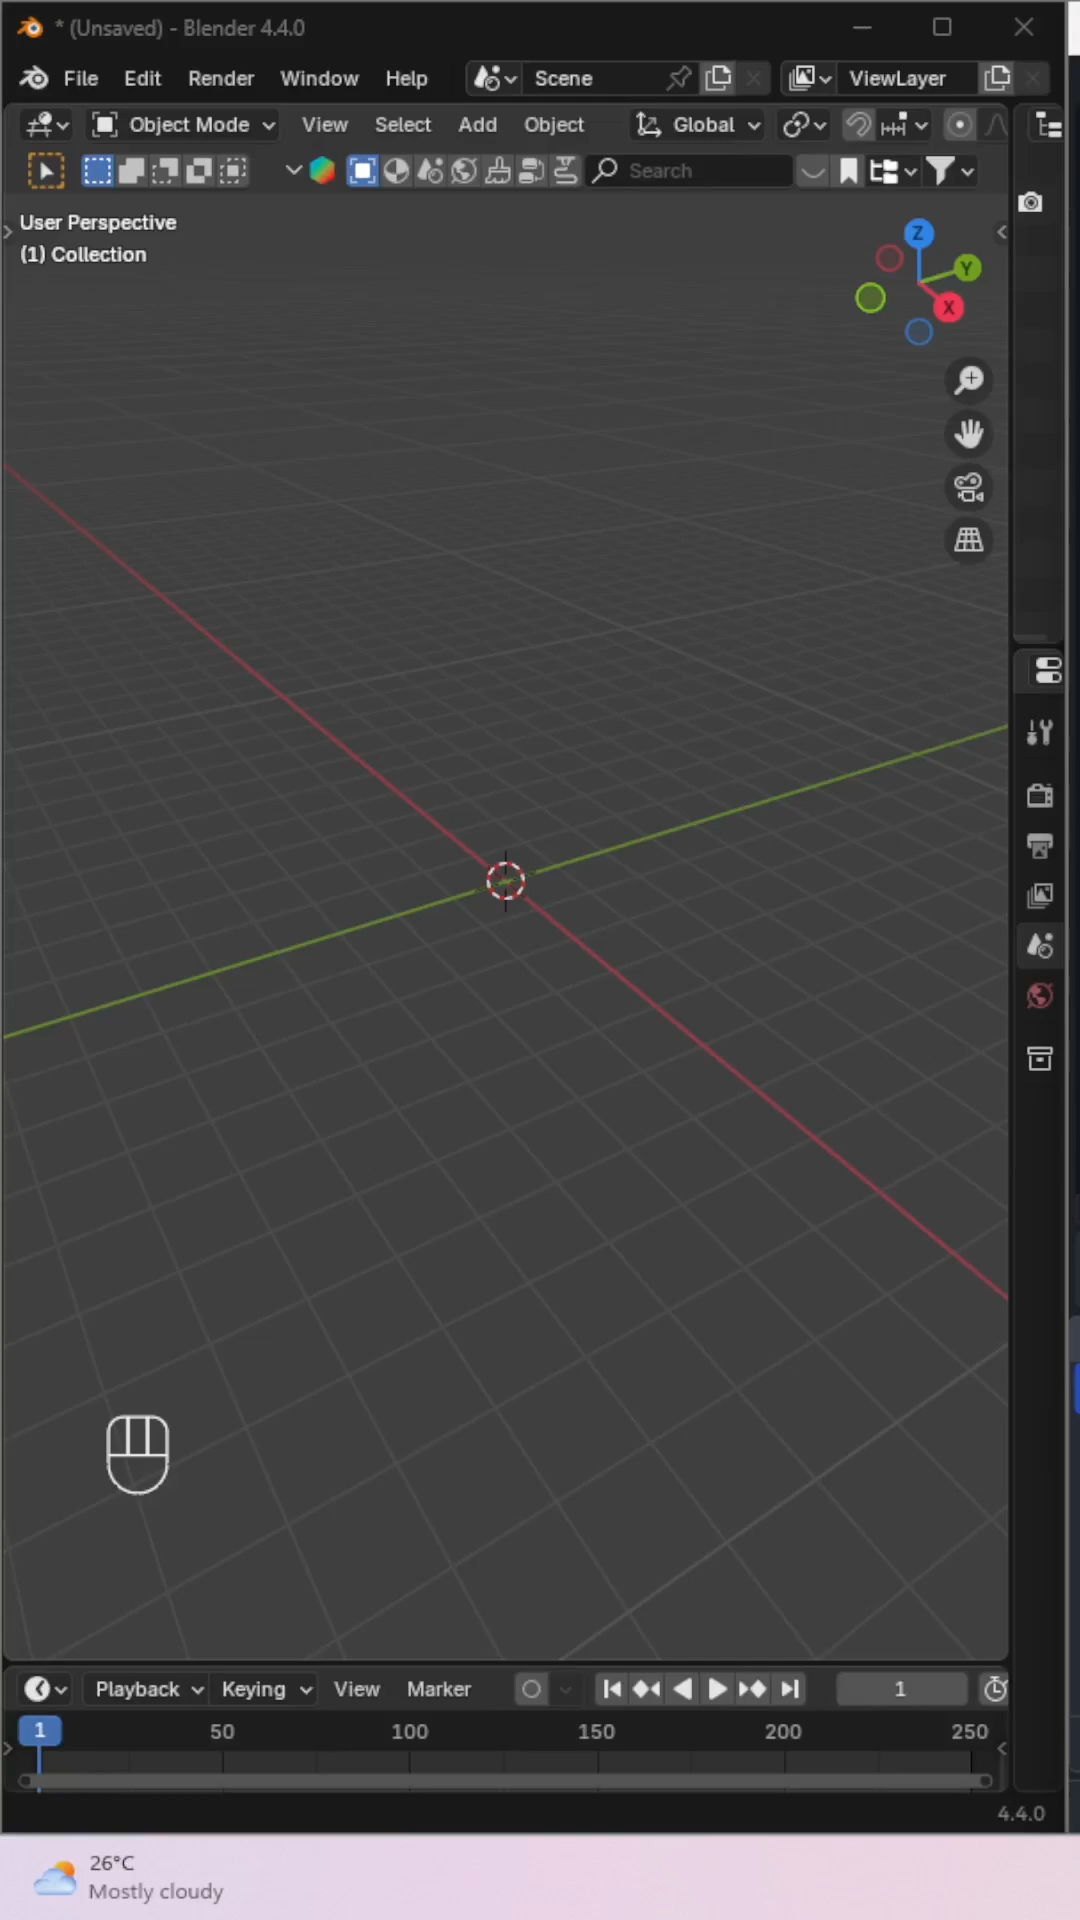 * (Unsaved) - Blender 4.4.0
File Edit Render Window Help Scene ViewLayer
Object Mode View Select Add Object Global
Search
User Perspective
(1) Collection
Z
Y
X
Playback Keying View Marker 1
1 50 100 150 200 250
4.4.0
26°C
Mostly cloudy